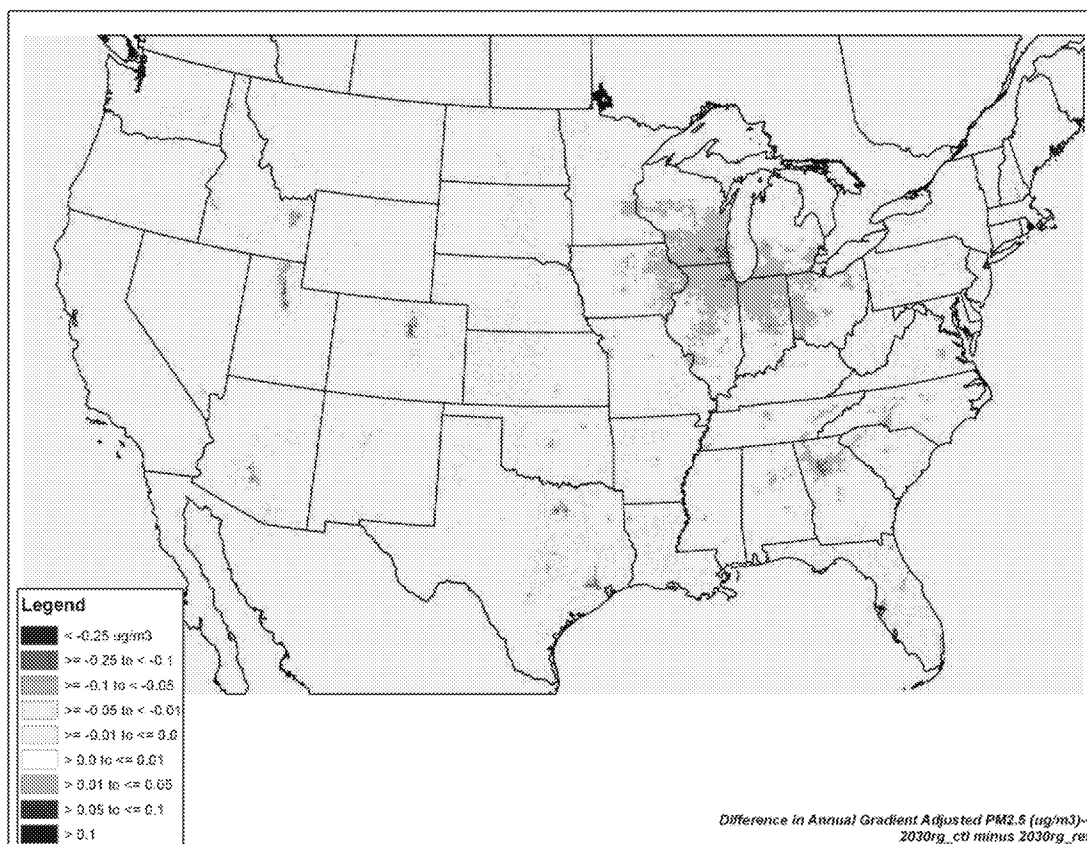 Legend
< -0.25 ug/m3
>= -0.25 to < -0.1
>= -0.1 to < -0.05
>= -0.05 to < -0.01
>= -0.01 to <= 0.0
> 0.0 to <= 0.01
> 0.01 to <= 0.05
> 0.05 to <= 0.1
> 0.1
Difference in Annual Gradient Adjusted PM2.5 (ug/m3)-
2030rg_ctl minus 2030rg_re